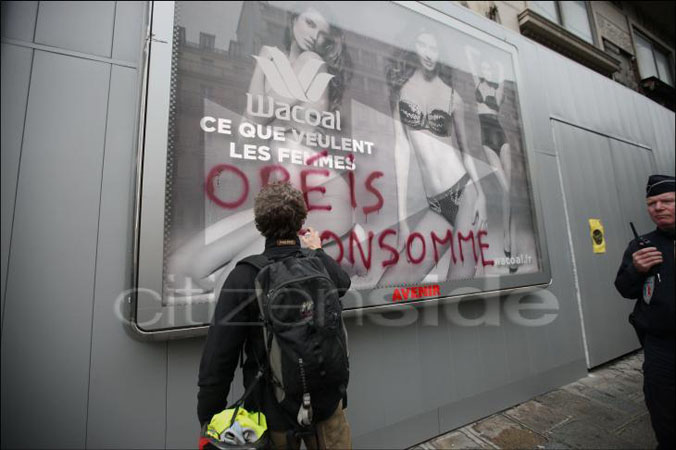 Wacoal
CE QUE VEULENT
LES FEMMES
OBÉIS
CONSOMME
wacoal.fr
AVENIR
citizenside